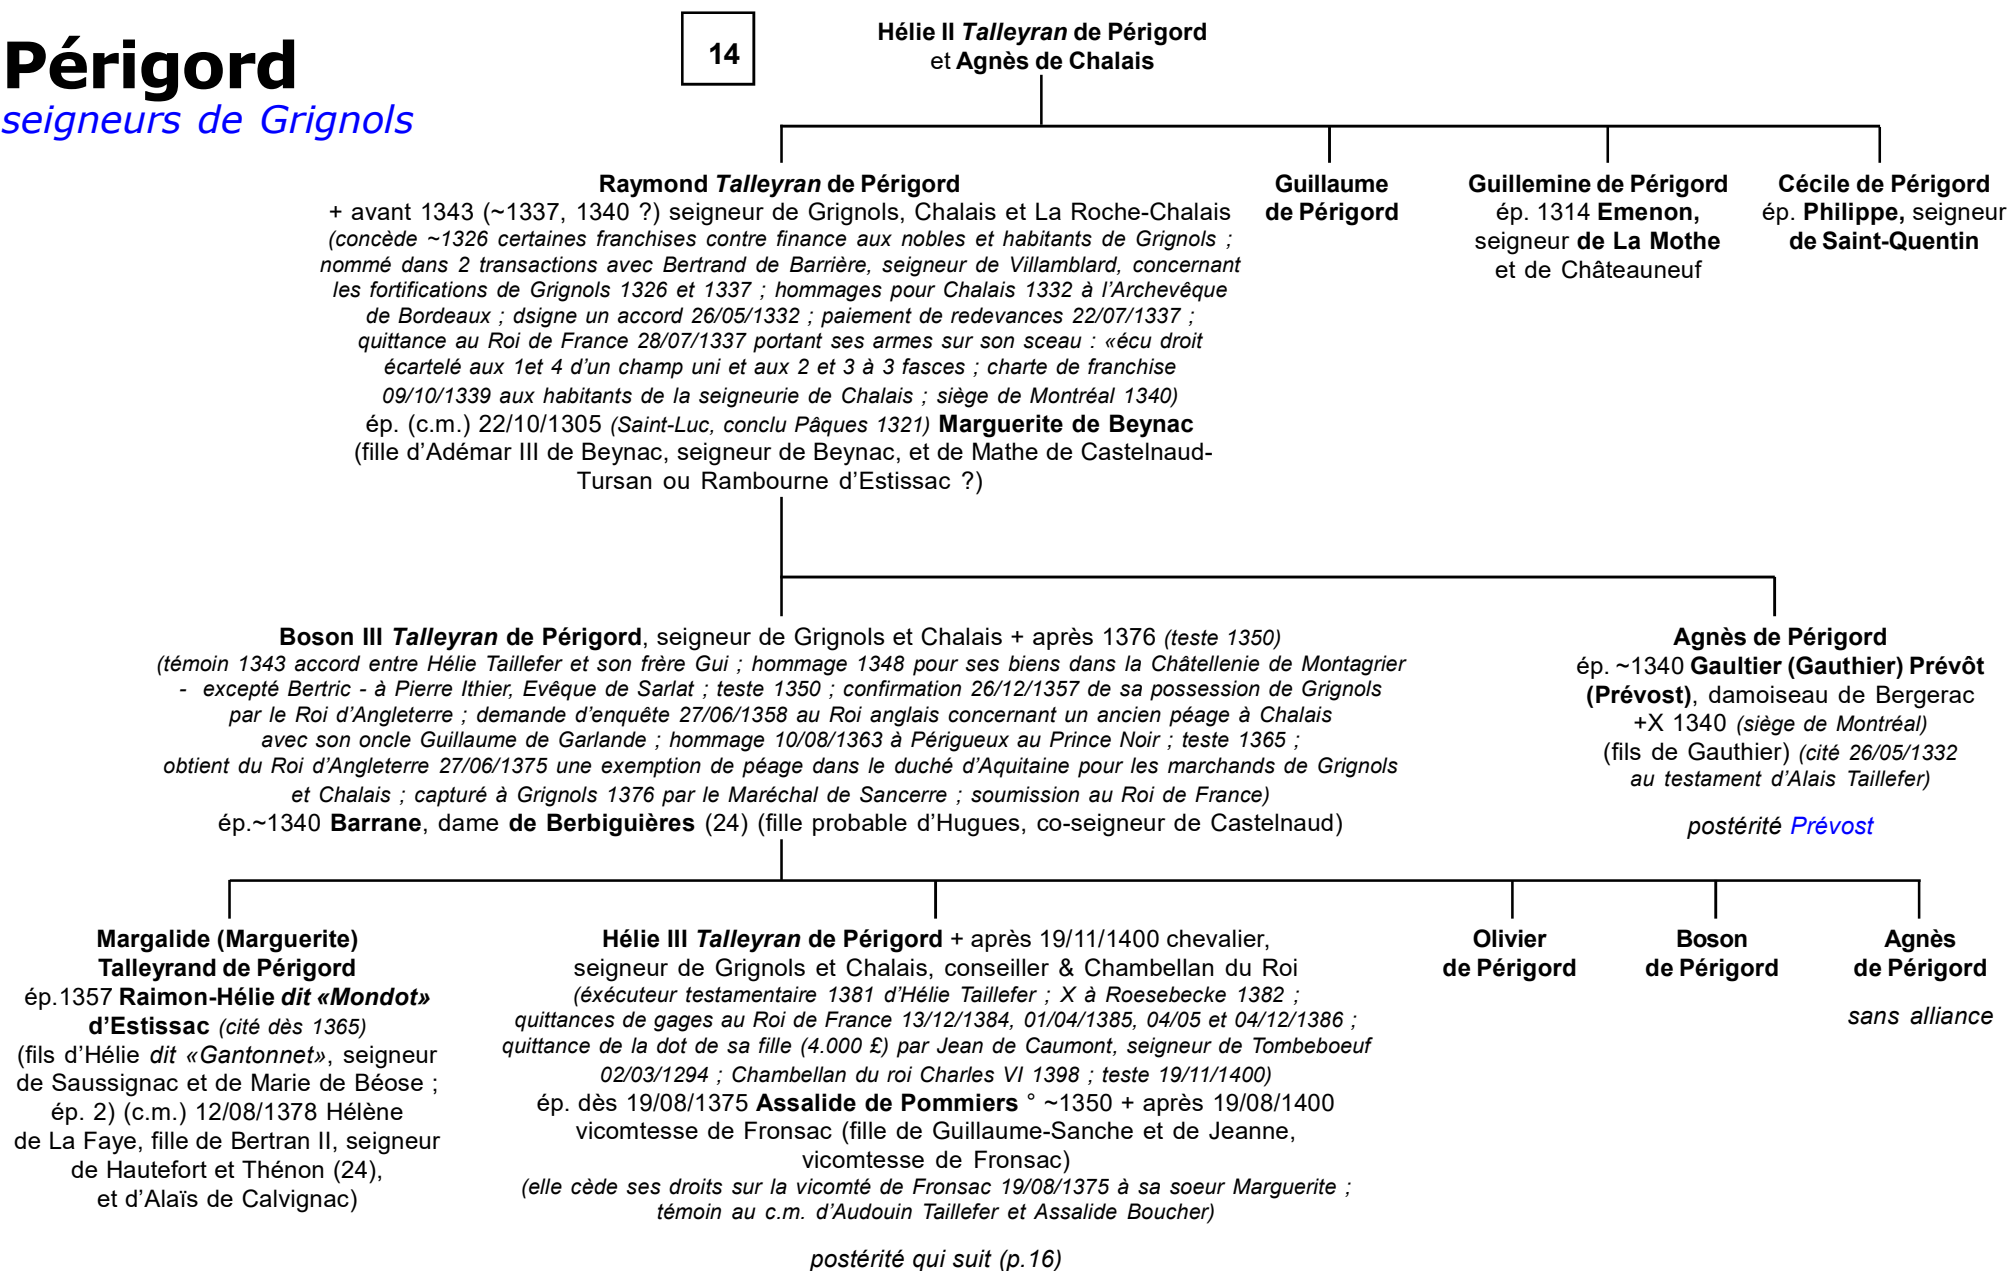 Périgord
seigneurs de Grignols
14
Hélie II Talleyran de Périgord
et Agnès de Chalais
Raymond Talleyran de Périgord
+ avant 1343 (~1337, 1340 ?) seigneur de Grignols, Chalais et La Roche-Chalais
(concède ~1326 certaines franchises contre finance aux nobles et habitants de Grignols ;
nommé dans 2 transactions avec Bertrand de Barrière, seigneur de Villamblard, concernant
les fortifications de Grignols 1326 et 1337 ; hommages pour Chalais 1332 à l’Archevêque
de Bordeaux ; dsigne un accord 26/05/1332 ; paiement de redevances 22/07/1337 ;
quittance au Roi de France 28/07/1337 portant ses armes sur son sceau : «écu droit
écartelé aux 1et 4 d’un champ uni et aux 2 et 3 à 3 fasces ; charte de franchise
09/10/1339 aux habitants de la seigneurie de Chalais ; siège de Montréal 1340)
ép. (c.m.) 22/10/1305 (Saint-Luc, conclu Pâques 1321) Marguerite de Beynac
(fille d’Adémar III de Beynac, seigneur de Beynac, et de Mathe de Castelnaud-
Tursan ou Rambourne d’Estissac ?)
Guillaume
de Périgord
Guillemine de Périgord
ép. 1314 Emenon,
seigneur de La Mothe
et de Châteauneuf
Cécile de Périgord
ép. Philippe, seigneur
de Saint-Quentin
Boson III Talleyran de Périgord, seigneur de Grignols et Chalais + après 1376 (teste 1350)
(témoin 1343 accord entre Hélie Taillefer et son frère Gui ; hommage 1348 pour ses biens dans la Châtellenie de Montagrier
- excepté Bertric - à Pierre Ithier, Evêque de Sarlat ; teste 1350 ; confirmation 26/12/1357 de sa possession de Grignols
par le Roi d’Angleterre ; demande d’enquête 27/06/1358 au Roi anglais concernant un ancien péage à Chalais
avec son oncle Guillaume de Garlande ; hommage 10/08/1363 à Périgueux au Prince Noir ; teste 1365 ;
obtient du Roi d’Angleterre 27/06/1375 une exemption de péage dans le duché d’Aquitaine pour les marchands de Grignols
et Chalais ; capturé à Grignols 1376 par le Maréchal de Sancerre ; soumission au Roi de France)
ép.~1340 Barrane, dame de Berbiguières (24) (fille probable d’Hugues, co-seigneur de Castelnaud)
Agnès de Périgord
ép. ~1340 Gaultier (Gauthier) Prévôt
(Prévost), damoiseau de Bergerac
+X 1340 (siège de Montréal)
(fils de Gauthier) (cité 26/05/1332
au testament d’Alais Taillefer)
postérité Prévost
Margalide (Marguerite)
Talleyrand de Périgord
ép.1357 Raimon-Hélie dit «Mondot»
d’Estissac (cité dès 1365)
(fils d’Hélie dit «Gantonnet», seigneur
de Saussignac et de Marie de Béose ;
ép. 2) (c.m.) 12/08/1378 Hélène
de La Faye, fille de Bertran II, seigneur
de Hautefort et Thénon (24),
et d’Alaïs de Calvignac)
Hélie III Talleyran de Périgord + après 19/11/1400 chevalier,
seigneur de Grignols et Chalais, conseiller & Chambellan du Roi
(éxécuteur testamentaire 1381 d’Hélie Taillefer ; X à Roesebecke 1382 ;
quittances de gages au Roi de France 13/12/1384, 01/04/1385, 04/05 et 04/12/1386 ;
quittance de la dot de sa fille (4.000 £) par Jean de Caumont, seigneur de Tombeboeuf
02/03/1294 ; Chambellan du roi Charles VI 1398 ; teste 19/11/1400)
ép. dès 19/08/1375 Assalide de Pommiers ° ~1350 + après 19/08/1400
vicomtesse de Fronsac (fille de Guillaume-Sanche et de Jeanne,
vicomtesse de Fronsac)
(elle cède ses droits sur la vicomté de Fronsac 19/08/1375 à sa soeur Marguerite ;
témoin au c.m. d’Audouin Taillefer et Assalide Boucher)
postérité qui suit (p.16)
Olivier
de Périgord
Boson
de Périgord
Agnès
de Périgord
sans alliance